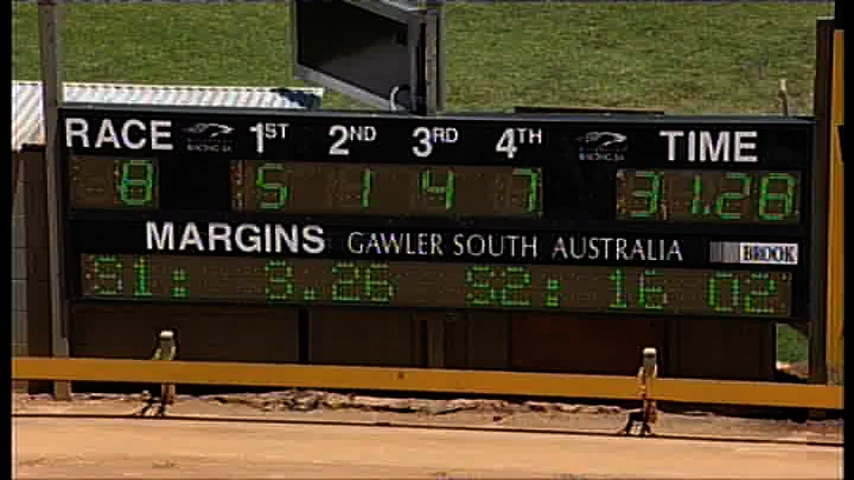 RACE 1ST 2ND 3RD 4TH TIME
8 5 1 4 7 31.28
MARGINS GAWLER SOUTH AUSTRALIA BROOK
S1: 3.26 S2: 16 02